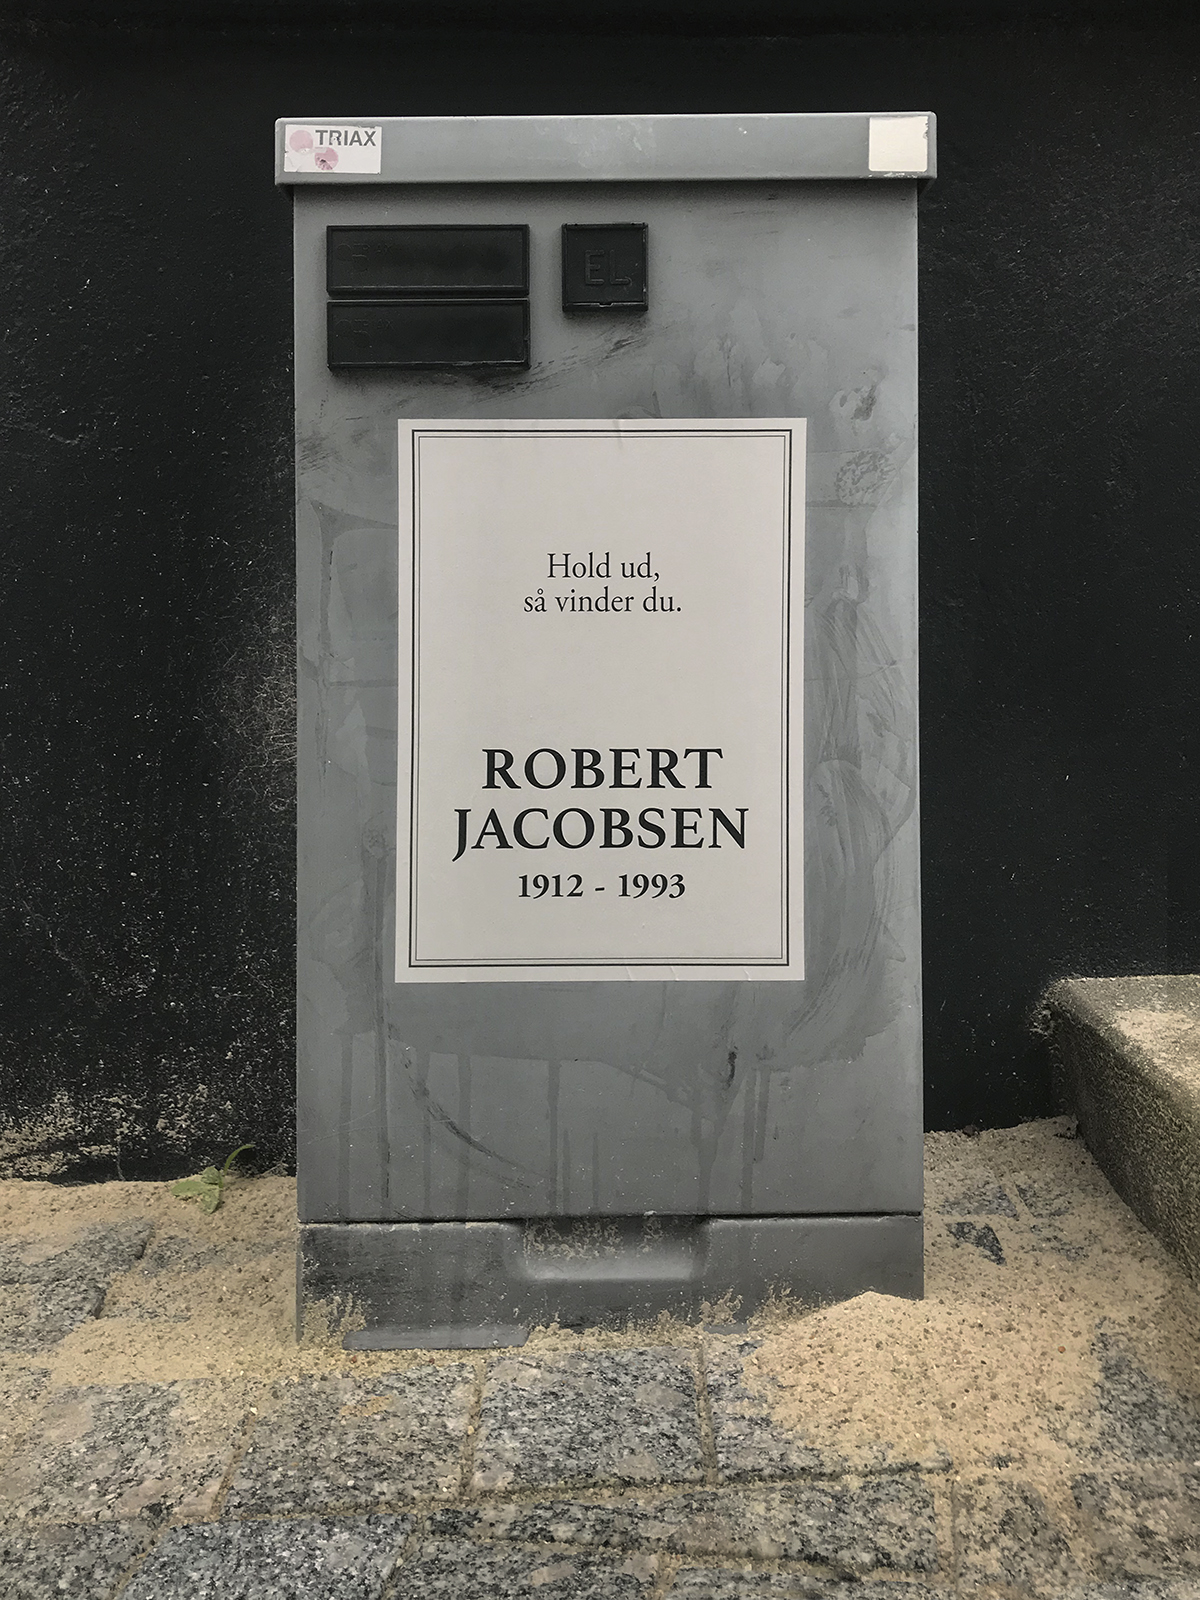 TRIAX
EL
Hold ud,
så vinder du.
ROBERT
JACOBSEN
1912 - 1993